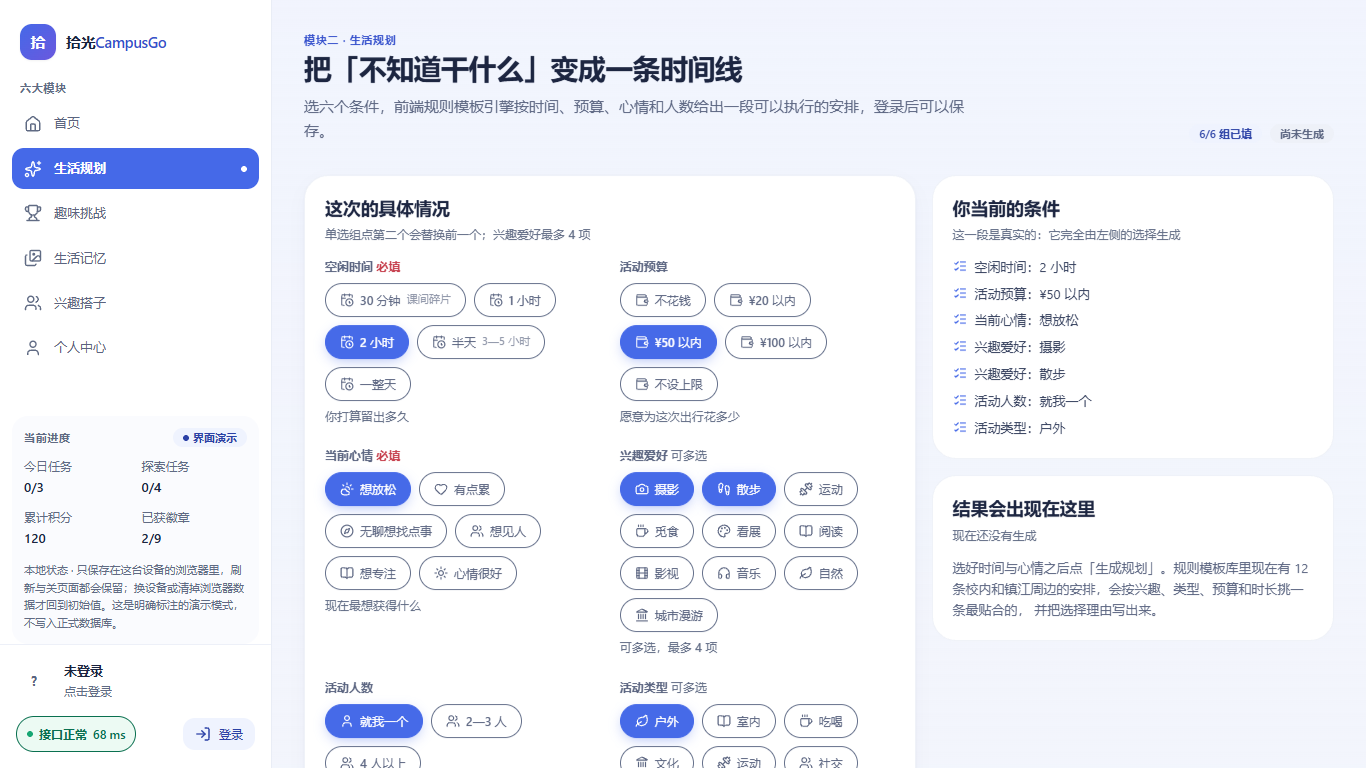 拾 拾光CampusGo
六大模块
首页
生活规划
趣味挑战
生活记忆
兴趣搭子
个人中心
当前进度 界面演示
今日任务 探索任务
0/3 0/4
累计积分 已获徽章
120 2/9
本地状态 · 只保存在这台设备的浏览器里，刷
新与关页面都会保留；换设备或清掉浏览器数
据才回到初始值。这是明确标注的演示模式，
不写入正式数据库。
? 未登录
点击登录
接口正常 68 ms 登录
模块二 · 生活规划
把「不知道干什么」变成一条时间线
选六个条件，前端规则模板引擎按时间、预算、心情和人数给出一段可以执行的安排，登录后可以保
存。
6/6 组已填 尚未生成
这次的具体情况
单选组点第二个会替换前一个；兴趣爱好最多 4 项
空闲时间 必填
30 分钟 课间碎片 1 小时
2 小时 半天 3—5 小时
一整天
你打算留出多久
活动预算
不花钱 ¥20 以内
¥50 以内 ¥100 以内
不设上限
愿意为这次出行花多少
当前心情 必填
想放松 有点累
无聊想找点事 想见人
想专注 心情很好
现在最想获得什么
兴趣爱好 可多选
摄影 散步 运动
觅食 看展 阅读
影视 音乐 自然
城市漫游
可多选，最多 4 项
活动人数
就我一个 2—3 人
4 人以上
活动类型 可多选
户外 室内 吃喝
文化 运动 社交
你当前的条件
这一段是真实的：它完全由左侧的选择生成
空闲时间：2 小时
活动预算：¥50 以内
当前心情：想放松
兴趣爱好：摄影
兴趣爱好：散步
活动人数：就我一个
活动类型：户外
结果会出现在这里
现在还没有生成
选好时间与心情之后点「生成规划」。规则模板库里现在有 12
条校内和镇江周边的安排，会按兴趣、类型、预算和时长挑一
条最贴合的， 并把选择理由写出来。